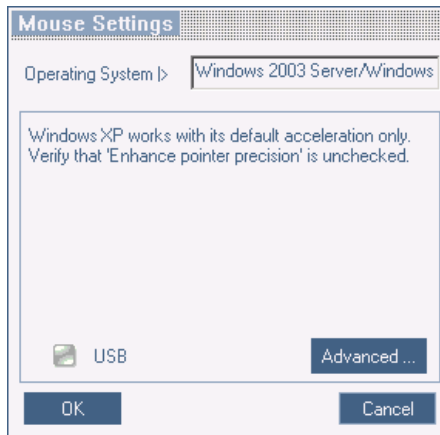 Mouse Settings
Operating System |>
Windows 2003 Server/Windows
Windows XP works with its default acceleration only.
Verify that 'Enhance pointer precision' is unchecked.
USB
Advanced ...
OK
Cancel